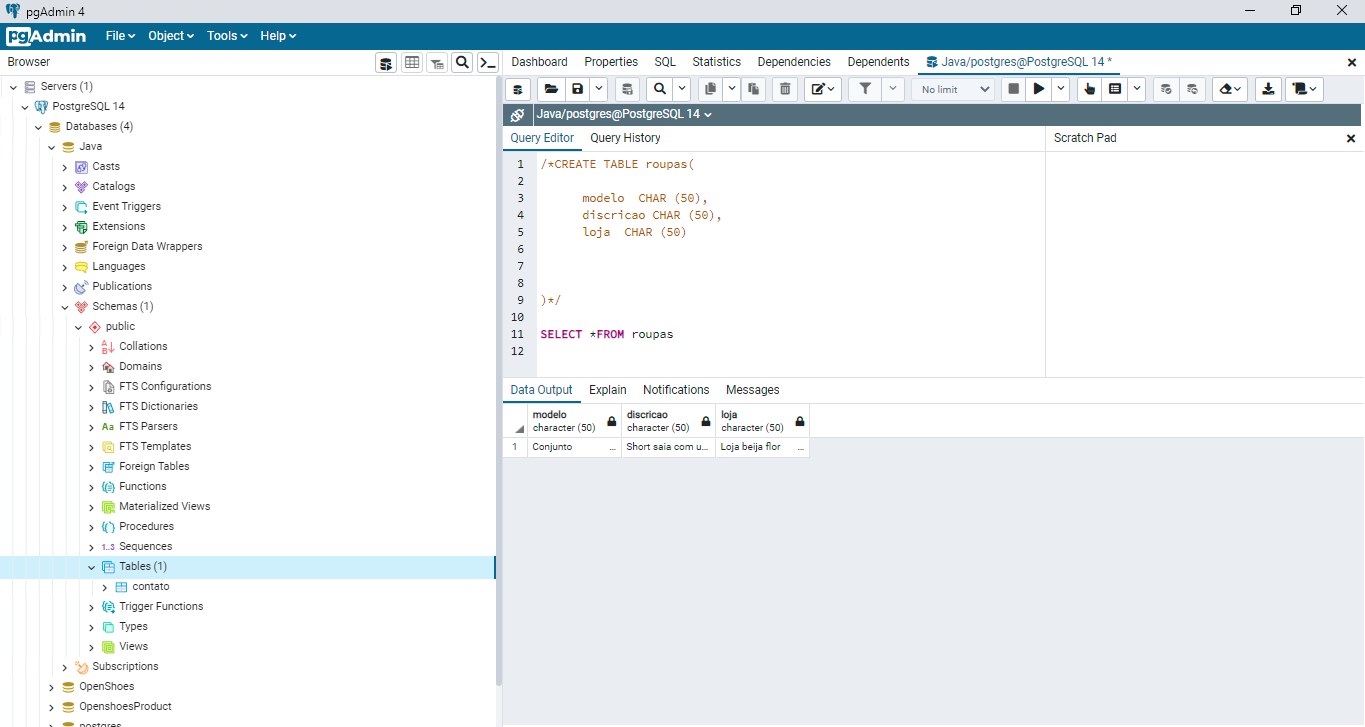 pgAdmin 4
pgAdmin File Object Tools Help
Browser
Servers (1)
PostgreSQL 14
Databases (4)
Java
Casts
Catalogs
Event Triggers
Extensions
Foreign Data Wrappers
Languages
Publications
Schemas (1)
public
Collations
Domains
FTS Configurations
FTS Dictionaries
FTS Parsers
FTS Templates
Foreign Tables
Functions
Materialized Views
Procedures
1..3 Sequences
Tables (1)
contato
Trigger Functions
Types
Views
Subscriptions
OpenShoes
OpenshoesProduct
postgres
Dashboard Properties SQL Statistics Dependencies Dependents Java/postgres@PostgreSQL 14 *
No limit
Java/postgres@PostgreSQL 14
Query Editor Query History
Scratch Pad
1 /*CREATE TABLE roupas(
2
3 modelo CHAR (50),
4 discricao CHAR (50),
5 loja CHAR (50)
6
7
8
9 )*/
10
11 SELECT *FROM roupas
12
Data Output Explain Notifications Messages
modelo discricao loja
character (50) character (50) character (50)
1 Conjunto ... Short saia com u... Loja beija flor ...